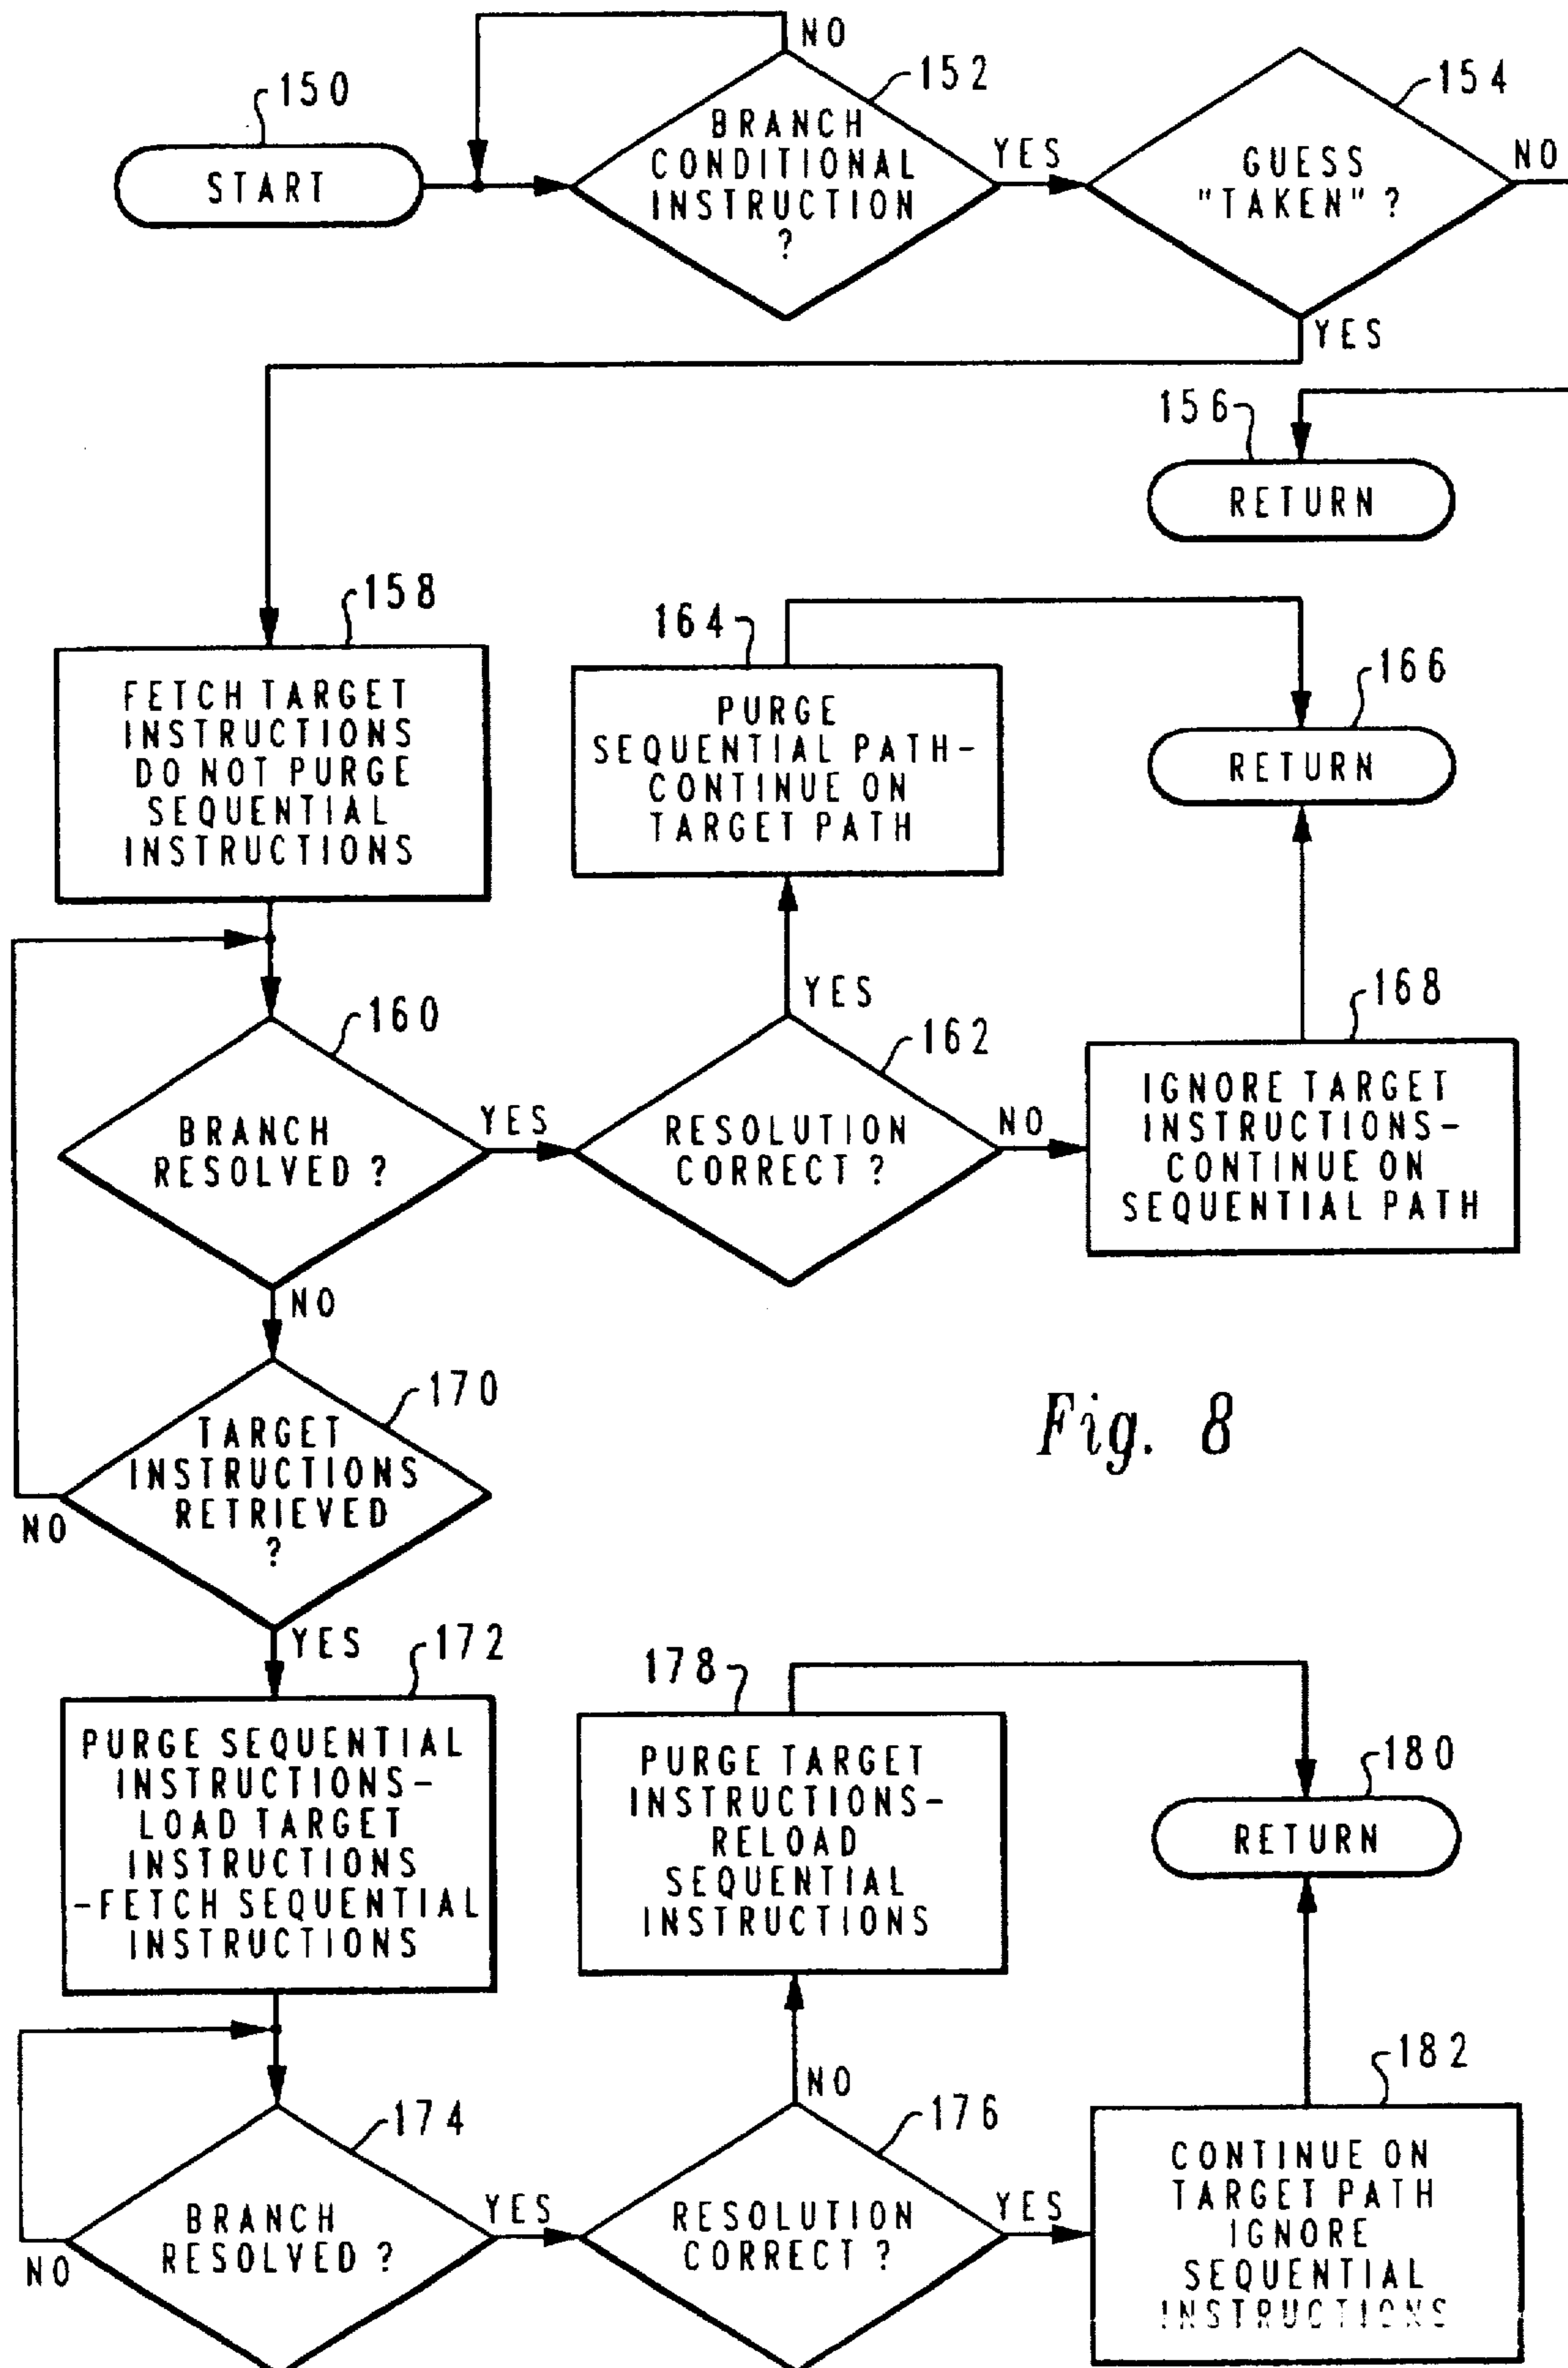 NO
150
START
152
BRANCH
CONDITIONAL
INSTRUCTION
?
YES
154
GUESS
"TAKEN" ?
NO
YES
156
RETURN
158
FETCH TARGET
INSTRUCTIONS
DO NOT PURGE
SEQUENTIAL
INSTRUCTIONS
164
PURGE
SEQUENTIAL PATH-
CONTINUE ON
TARGET PATH
166
RETURN
160
BRANCH
RESOLVED ?
YES
NO
YES
162
RESOLUTION
CORRECT ?
NO
168
IGNORE TARGET
INSTRUCTIONS-
CONTINUE ON
SEQUENTIAL PATH
170
TARGET
INSTRUCTIONS
RETRIEVED
?
NO
YES
Fig. 8
172
PURGE SEQUENTIAL
INSTRUCTIONS-
LOAD TARGET
INSTRUCTIONS
-FETCH SEQUENTIAL
INSTRUCTIONS
178
PURGE TARGET
INSTRUCTIONS-
RELOAD
SEQUENTIAL
INSTRUCTIONS
180
RETURN
174
BRANCH
RESOLVED ?
NO
YES
NO
176
RESOLUTION
CORRECT ?
YES
182
CONTINUE ON
TARGET PATH
IGNORE
SEQUENTIAL
INSTRUCTIONS